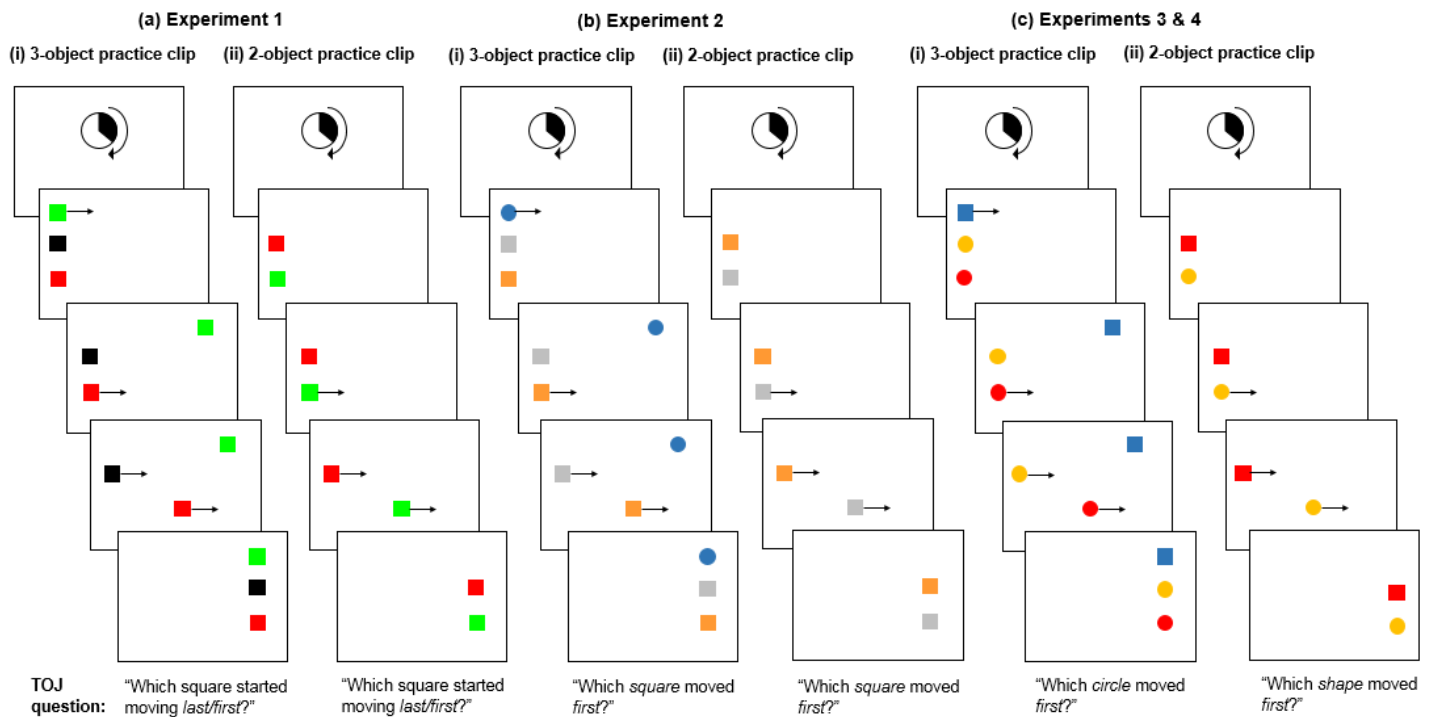 (a) Experiment 1
(b) Experiment 2
(c) Experiments 3 & 4
(i) 3-object practice clip
(ii) 2-object practice clip
(i) 3-object practice clip
(ii) 2-object practice clip
(i) 3-object practice clip
(ii) 2-object practice clip
TOJ
question:
“Which square started
moving last/first?”
“Which square started
moving last/first?”
“Which square moved
first?”
“Which square moved
first?”
“Which circle moved
first?”
“Which shape moved
first?”